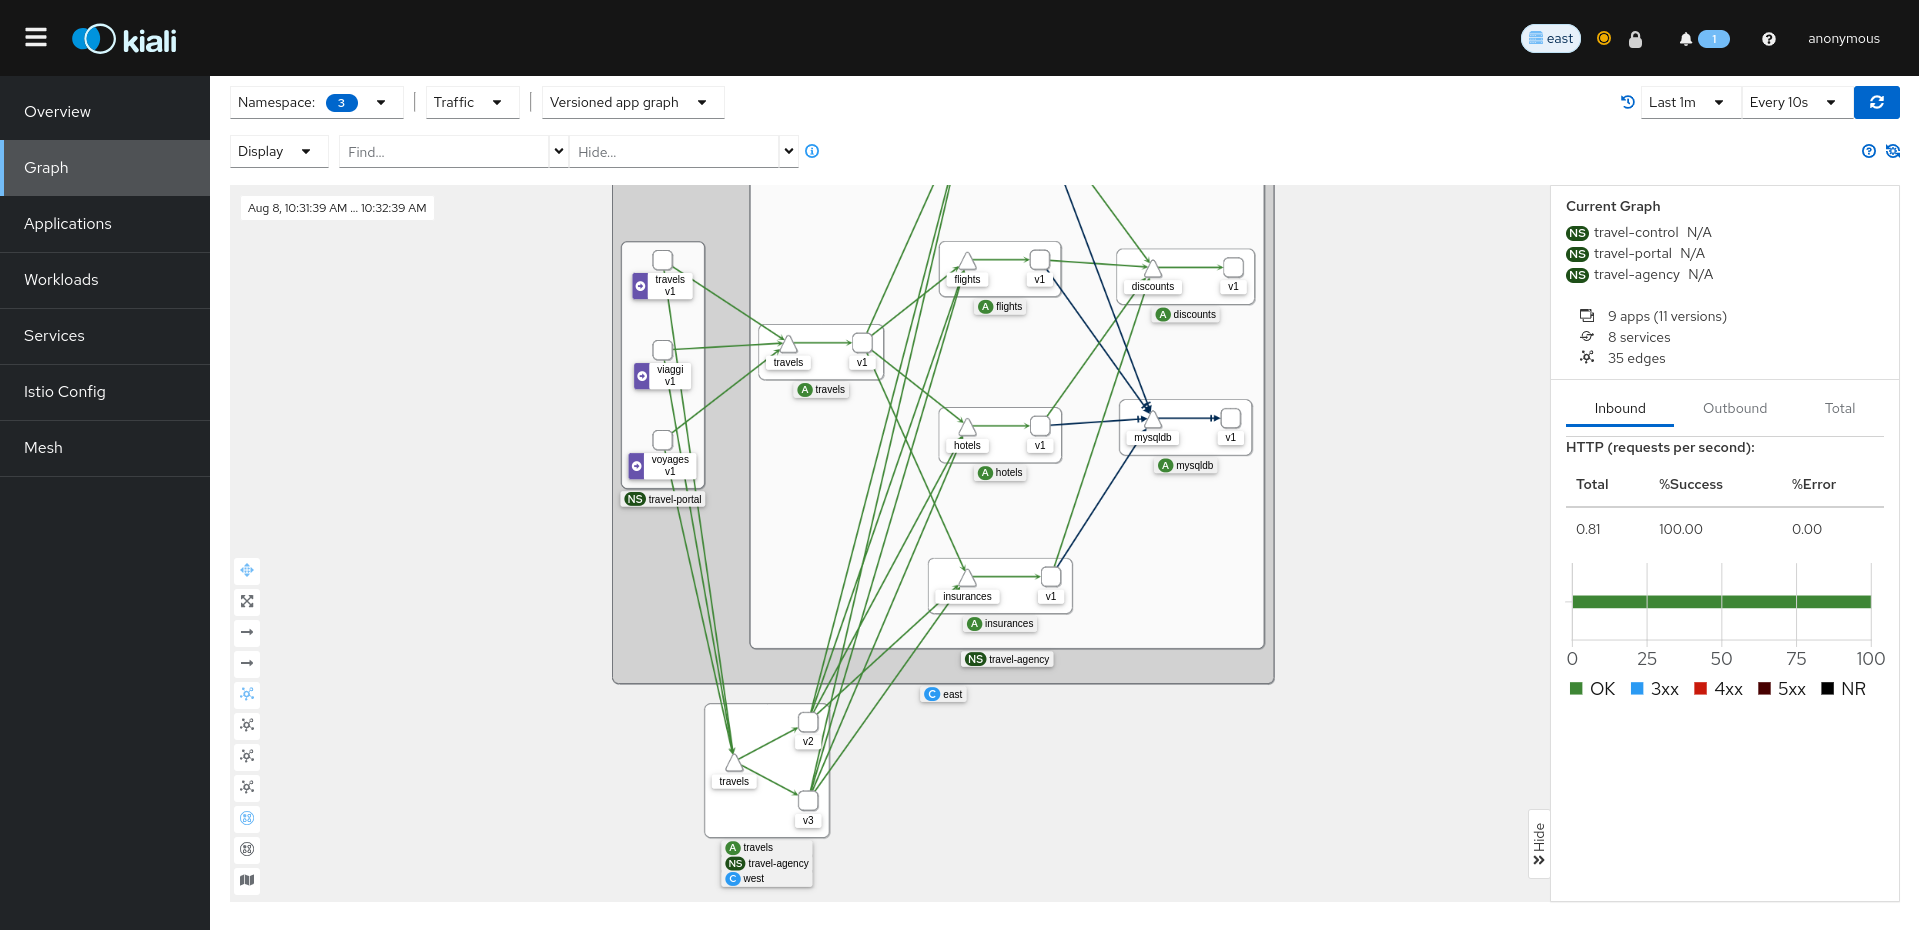 kiali
east
1
anonymous
Overview
Graph
Applications
Workloads
Services
Istio Config
Mesh
Namespace: 3
Traffic
Versioned app graph
Last 1m
Every 10s
Display
Find...
Hide...
Aug 8, 10:31:39 AM ... 10:32:39 AM
travels
v1
viaggi
v1
voyages
v1
NS travel-portal
travels
v1
A travels
flights
v1
A flights
discounts
v1
A discounts
hotels
v1
A hotels
mysqldb
v1
A mysqldb
insurances
v1
A insurances
NS travel-agency
C east
travels
v2
v3
A travels
NS travel-agency
C west
Hide
Current Graph
NS travel-control N/A
NS travel-portal N/A
NS travel-agency N/A
9 apps (11 versions)
8 services
35 edges
Inbound Outbound Total
HTTP (requests per second):
Total %Success %Error
0.81 100.00 0.00
0 25 50 75 100
OK 3xx 4xx 5xx NR